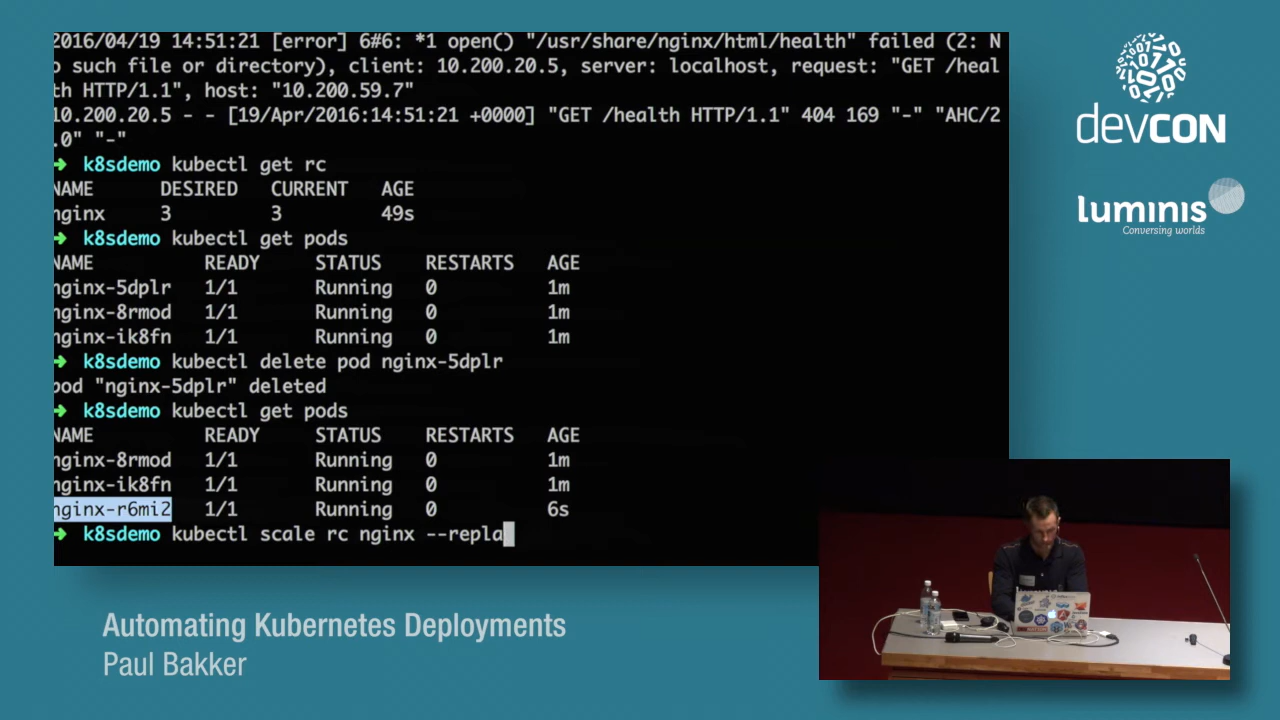 2016/04/19 14:51:21 [error] 6#6: *1 open() "/usr/share/nginx/html/health" failed (2: N
o such file or directory), client: 10.200.20.5, server: localhost, request: "GET /heal
th HTTP/1.1", host: "10.200.59.7"
10.200.20.5 - - [19/Apr/2016:14:51:21 +0000] "GET /health HTTP/1.1" 404 169 "-" "AHC/2
.0" "-"
➜ k8sdemo kubectl get rc
NAME DESIRED CURRENT AGE
nginx 3 3 49s
➜ k8sdemo kubectl get pods
NAME READY STATUS RESTARTS AGE
nginx-5dplr 1/1 Running 0 1m
nginx-8rmod 1/1 Running 0 1m
nginx-ik8fn 1/1 Running 0 1m
➜ k8sdemo kubectl delete pod nginx-5dplr
pod "nginx-5dplr" deleted
➜ k8sdemo kubectl get pods
NAME READY STATUS RESTARTS AGE
nginx-8rmod 1/1 Running 0 1m
nginx-ik8fn 1/1 Running 0 1m
nginx-r6mi2 1/1 Running 0 6s
➜ k8sdemo kubectl scale rc nginx --repla
devCON
luminis
Conversing worlds
Automating Kubernetes Deployments
Paul Bakker